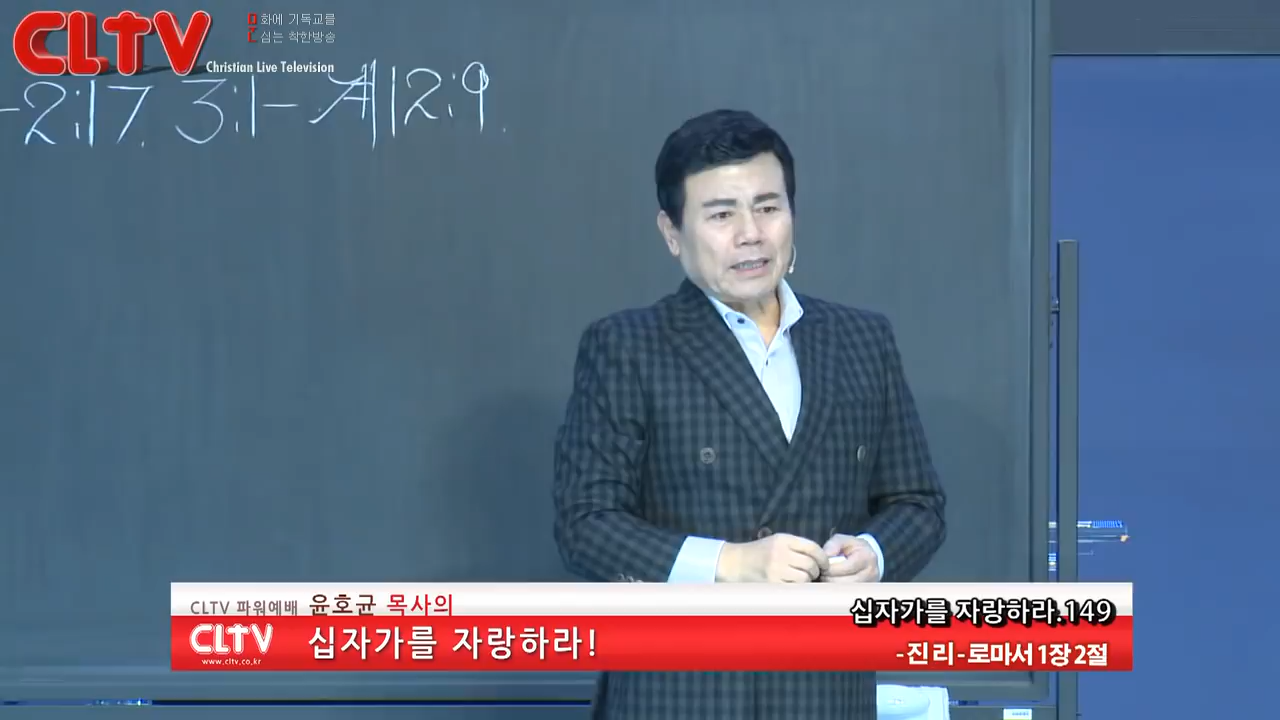 CLTV
문화에 기독교를
심는 착한방송
Christian Live Television
-2:17. 3:1- 계12:9.
CLTV 파워예배 윤호균 목사의
십자가를 자랑하라.149
CLTV
www.cltv.co.kr
십자가를 자랑하라!
-진리-로마서 1장 2절